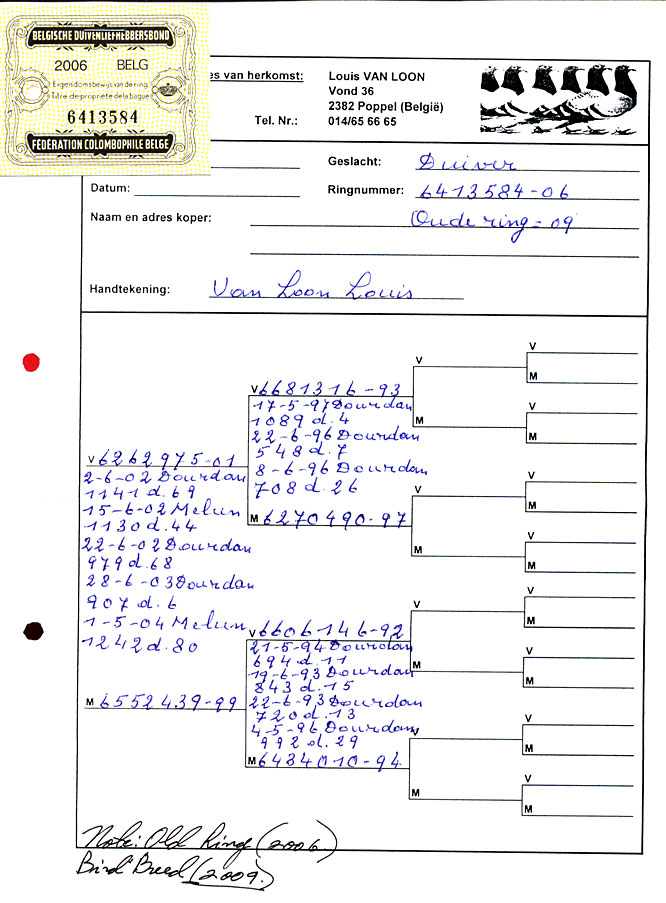 BELGISCHE DUIVENLIEFHEBBERSBOND
2006 BELG
Eigendomsbewijs van de ring
Titre de propriete de la bague
6413584
FÉDÉRATION COLOMBOPHILE BELGE
es van herkomst:
Louis VAN LOON
Vond 36
2382 Poppel (België)
Tel. Nr.: 014/65 66 65
Geslacht: Duiver
Datum:
Ringnummer: 6413584-06
Naam en adres koper:
Oude ring = 09
Handtekening: Van Loon Louis
V 6262975-01
2-6-02 Dourdan
1141 d. 69
15-6-02 Melun
1130 d. 44
22-6-02 Dourdan
979 d. 68
28-6-03 Dourdan
907 d. 6
1-5-04 Melun
1242 d. 80
M 6552439-99
V 6681316-93
17-5-97 Dourdan
1089 d. 4
22-6-96 Dourdan
548 d. 7
8-6-96 Dourdan
708 d. 26
M 6270490-97
V 6606146-92
21-5-94 Dourdan
694 d. 11
19-6-93 Dourdan
843 d. 15
22-6-93 Dourdan
720 d. 13
4-5-96 Dourdan
992 d. 29
M 6434010-94
V
M
V
M
V
M
V
M
V
M
V
M
V
M
V
M
V
M
V
M
V
M
V
M
Note: Old Ring (2006)
Bird Breed (2009.)